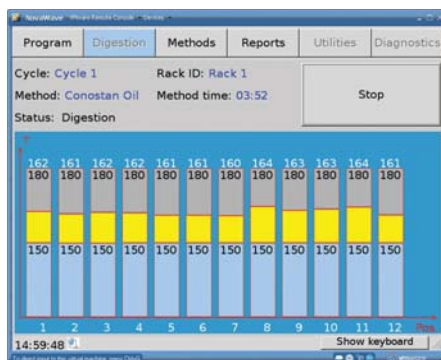 NovaWave VMware Remote Console Devices
Program Digestion Methods Reports Utilities Diagnostics
Cycle: Cycle 1 Rack ID: Rack 1
Method: Conostan Oil Method time: 03:52 Stop
Status: Digestion
T
162 161 162 162 161 161 160 164 163 163 164 161
180 180 180 180 180 180 180 180 180 180 180 180
150 150 150 150 150 150 150 150 150 150 150 150
1 2 3 4 5 6 7 8 9 10 11 12 Pos.
14:59:48 Show keyboard